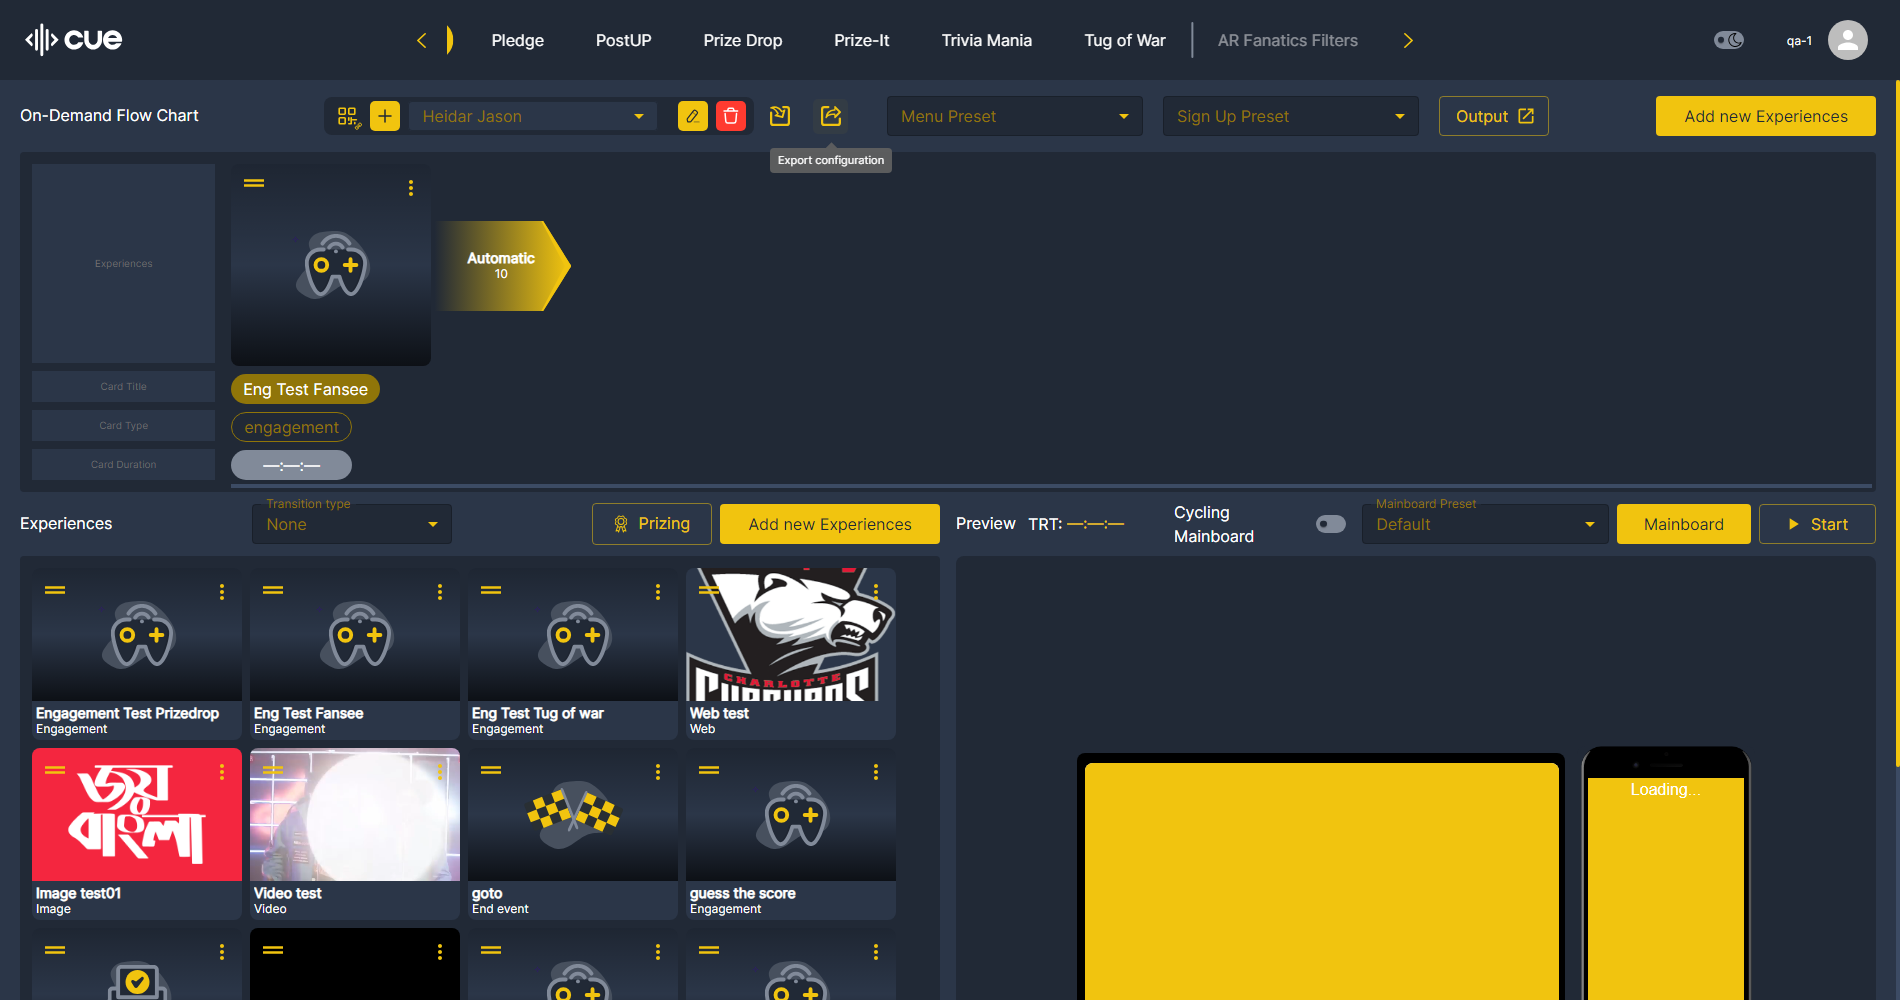 cue
Pledge
PostUP
Prize Drop
Prize-It
Trivia Mania
Tug of War
AR Fanatics Filters
qa-1
On-Demand Flow Chart
Heidar Jason
Menu Preset
Sign Up Preset
Output
Add new Experiences
Export configuration
Experiences
Automatic
10
Card Title
Eng Test Fansee
Card Type
engagement
Card Duration
—:—:—
Experiences
Transition type
None
Prizing
Add new Experiences
Preview
TRT: —:—:—
Cycling
Mainboard
Mainboard Preset
Default
Mainboard
Start
CHARLOTTE
Engagement Test Prizedrop
Engagement
Eng Test Fansee
Engagement
Eng Test Tug of war
Engagement
Web test
Web
জয়
বাংলা
Image test01
Image
Video test
Video
goto
End event
guess the score
Engagement
Loading...